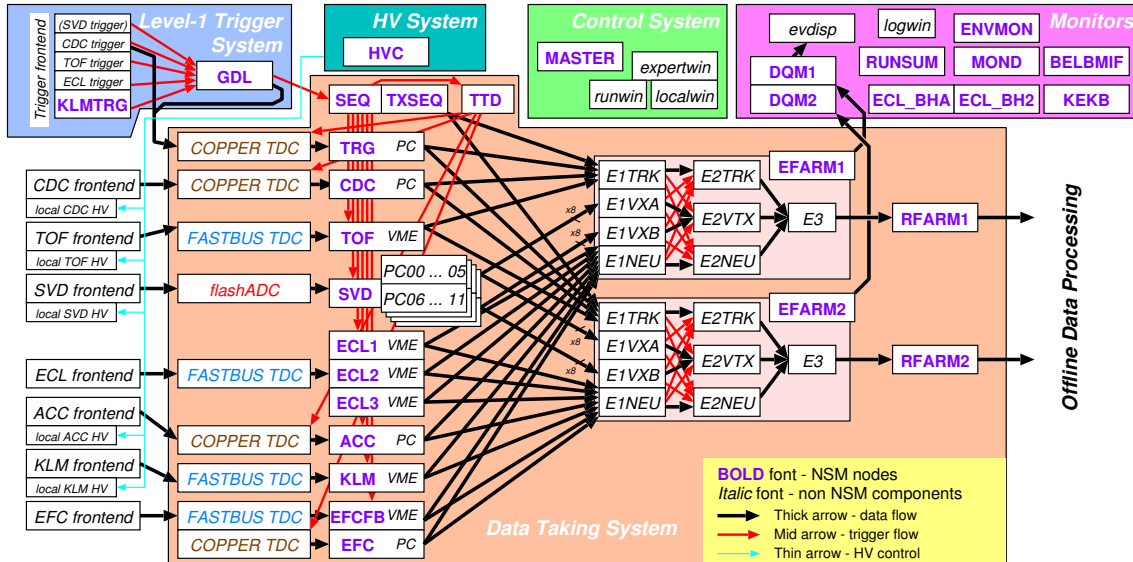 Level-1 Trigger
System
Trigger frontend
(SVD trigger)
CDC trigger
TOF trigger
ECL trigger
KLMTRG
GDL
HV System
HVC
Control System
MASTER
expertwin
runwin
localwin
Monitors
evdisp
logwin
ENVMON
DQM1
RUNSUM
MOND
BELBMIF
DQM2
ECL_BHA
ECL_BH2
KEKB
SEQ
TXSEQ
TTD
COPPER TDC
TRG
PC
CDC frontend
COPPER TDC
CDC
PC
local CDC HV
TOF frontend
FASTBUS TDC
TOF
VME
local TOF HV
SVD frontend
flashADC
SVD
PC00 ... 05
PC06 ... 11
local SVD HV
ECL1
VME
ECL frontend
FASTBUS TDC
ECL2
VME
ECL3
VME
ACC frontend
local ACC HV
COPPER TDC
ACC
PC
KLM frontend
FASTBUS TDC
KLM
VME
local KLM HV
EFC frontend
FASTBUS TDC
EFCFB
VME
COPPER TDC
EFC
PC
Data Taking System
EFARM1
E1TRK
E1VXA
E1VXB
E1NEU
x8
x8
E2TRK
E2VTX
E2NEU
E3
RFARM1
EFARM2
E1TRK
E1VXA
E1VXB
E1NEU
x8
x8
E2TRK
E2VTX
E2NEU
E3
RFARM2
Offline Data Processing
BOLD font - NSM nodes
Italic font - non NSM components
Thick arrow - data flow
Mid arrow - trigger flow
Thin arrow - HV control